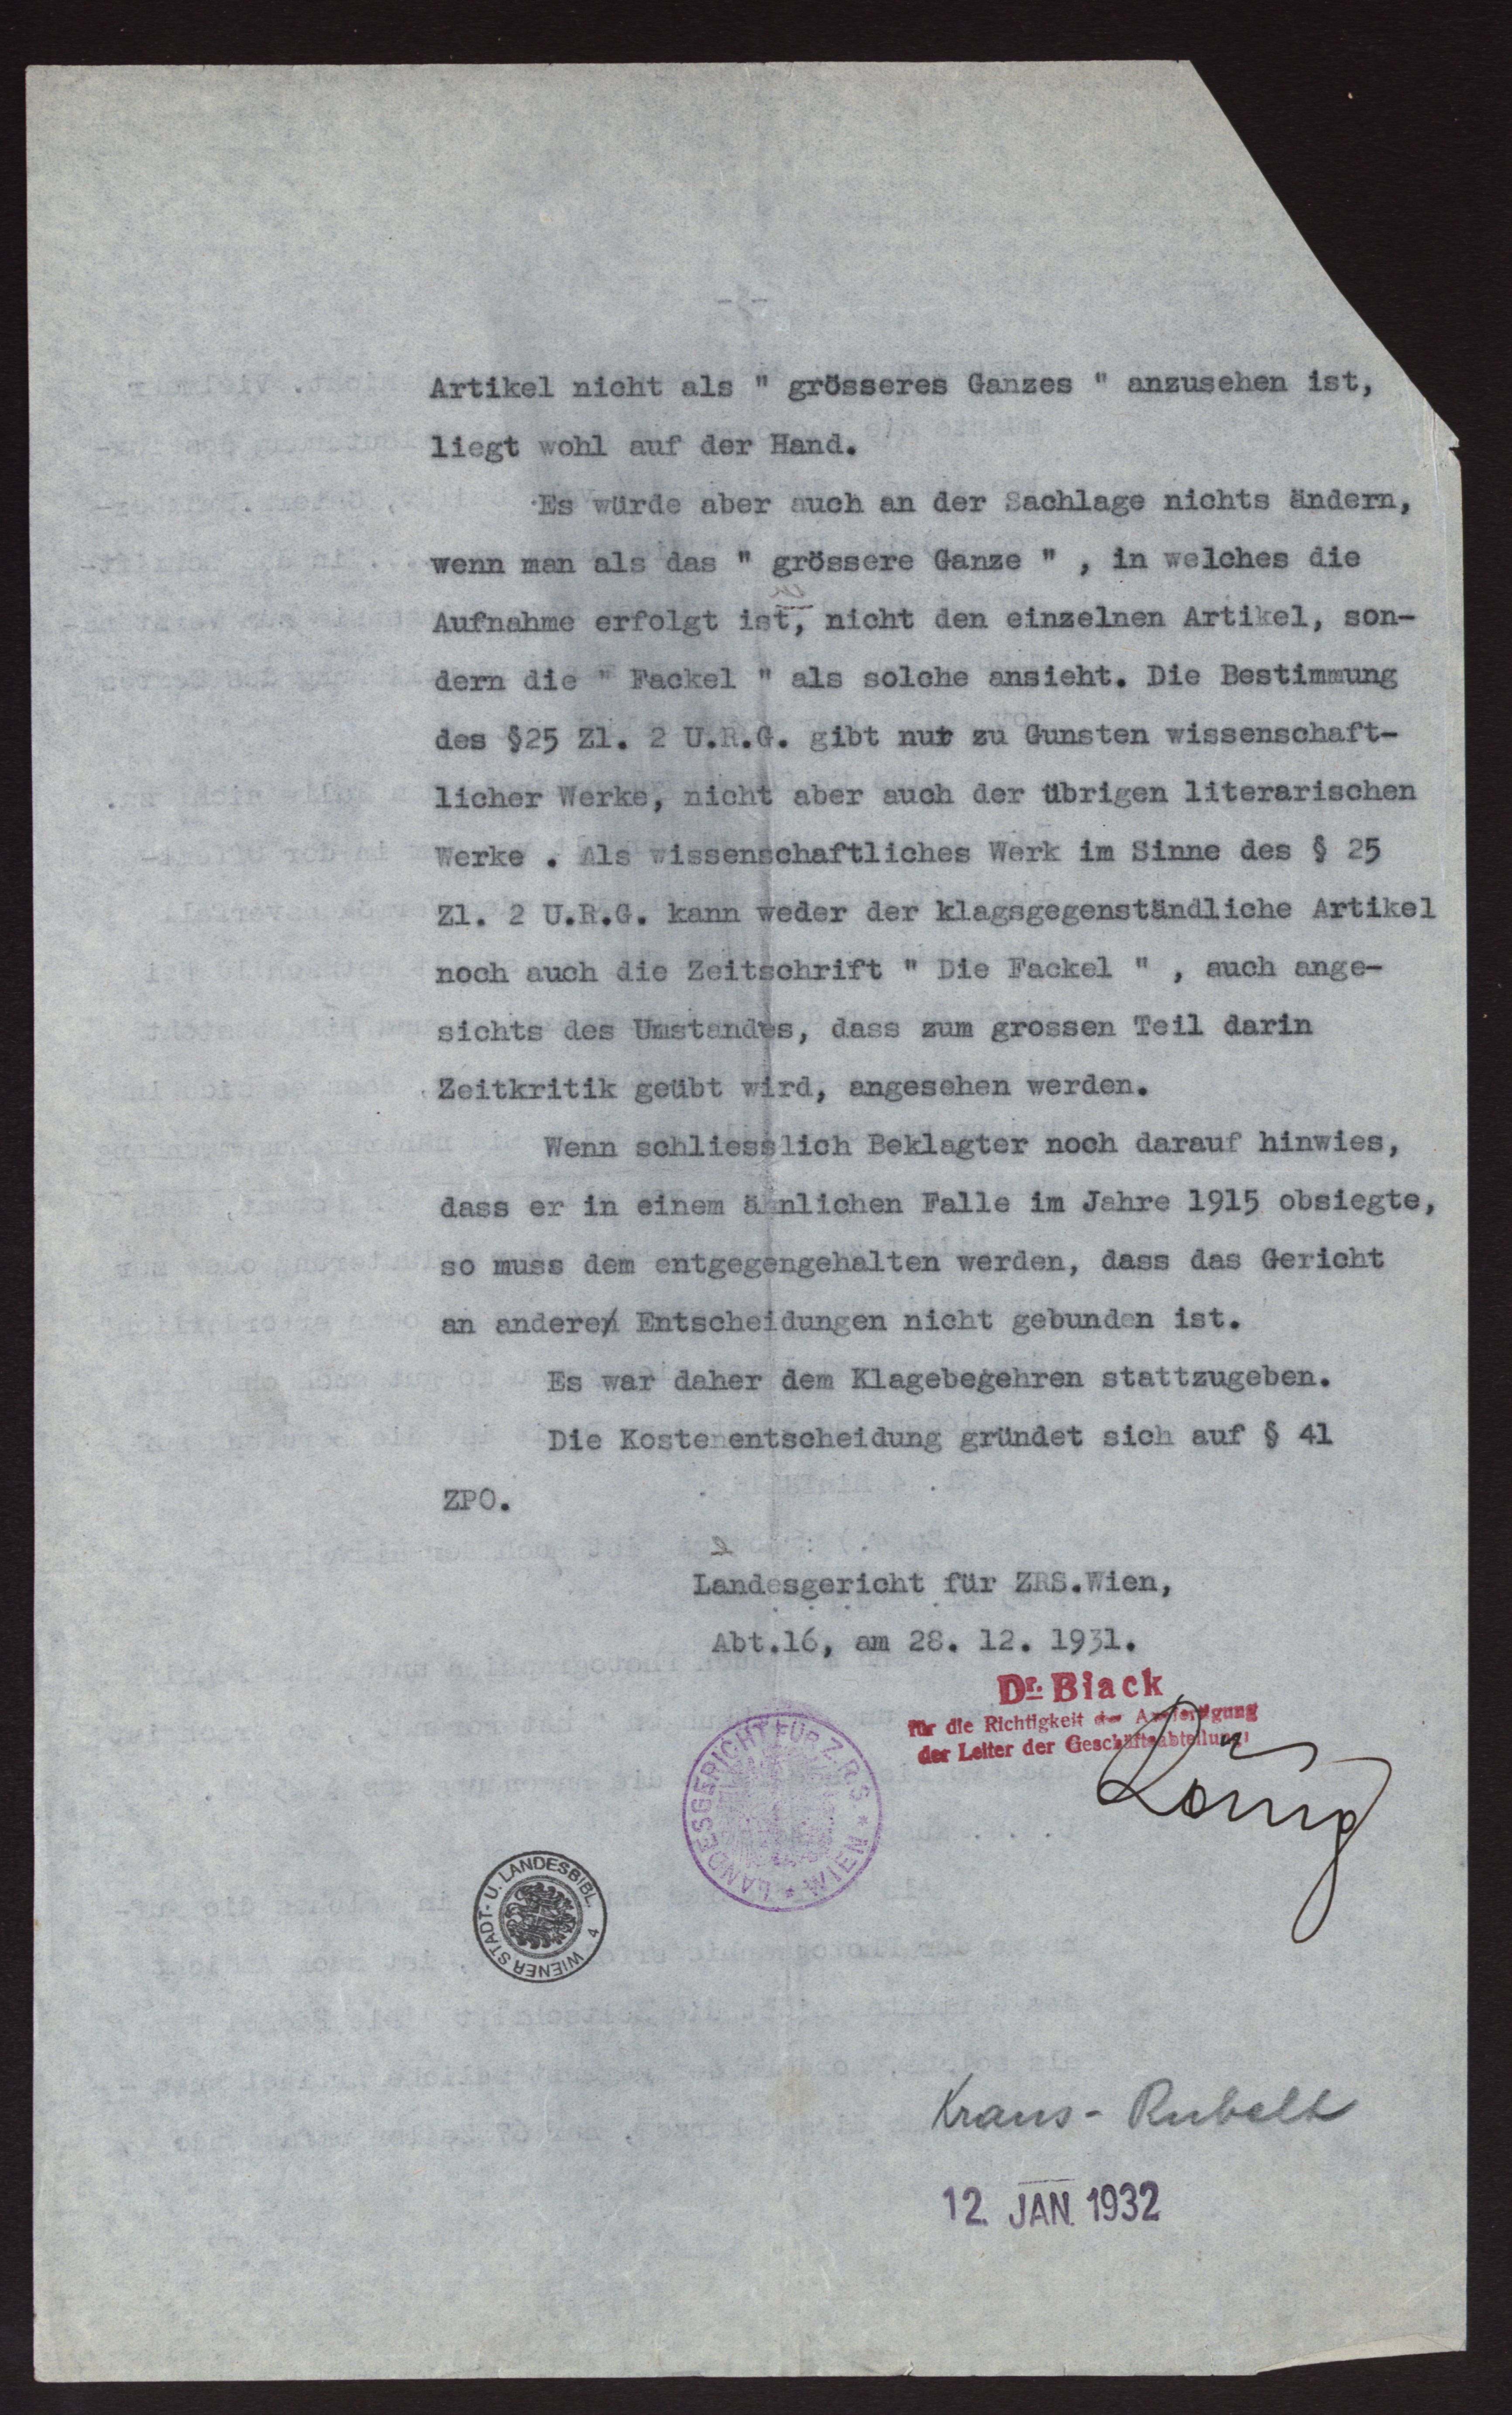 Artikel nicht als " grösseres Ganzes " anzusehen ist,
liegt wohl auf der Hand.
Es würde aber auch an der Sachlage nichts ändern,
wenn man als das " grössere Ganze " , in welches die
Aufnahme erfolgt ist, nicht den einzelnen Artikel, son-
dern die " Fackel " als solche ansieht. Die Bestimmung
des §25 Zl. 2 U.R.G. gibt nur zu Gunsten wissenschaft-
licher Werke, nicht aber auch der übrigen literarischen
Werke . Als wissenschaftliches Werk im Sinne des § 25
Zl. 2 U.R.G. kann weder der klagsgegenständliche Artikel
noch auch die Zeitschrift " Die Fackel " , auch ange-
sichts des Umstandes, dass zum grossen Teil darin
Zeitkritik geübt wird, angesehen werden.
Wenn schliesslich Beklagter noch darauf hinwies,
dass er in einem ähnlichen Falle im Jahre 1915 obsiegte,
so muss dem entgegengehalten werden, dass das Gericht
an andere Entscheidungen nicht gebunden ist.
Es war daher dem Klagebegehren stattzugeben.
Die Kostenentscheidung gründet sich auf § 41
ZPO.
Landesgericht für ZRS.Wien,
Abt.16, am 28. 12. 1931.
Dr. Biack
für die Richtigkeit der Ausfertigung
der Leiter der Geschäftsabteilung:
König
LANDESGERICHT FÜR Z.R.S. * WIEN *
WIENER STADT- U. LANDESBIBL. 4
Kraus - Rubelt
12. JAN. 1932